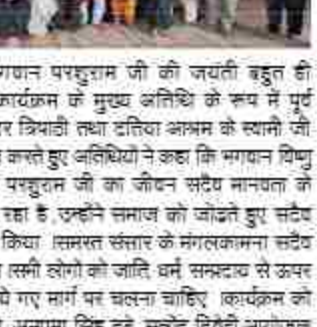 गवान परशुराम जी की जयंती बहुत ही
कार्यक्रम के मुख्य अतिथि के रूप में पूर्व
र त्रिपाठी तथा दतिया आश्रम के स्वामी जी
करते हुए अतिथियों ने कहा कि भगवान विष्णु
परशुराम जी का जीवन सदैव मानवता के
रहा है ,उन्होंने समाज को जोड़ते हुए सदैव
किया ।समस्त संसार के मंगलकामना सदैव
।सभी लोगों को जाति, धर्म, सम्प्रदाय से ऊपर
ये गए मार्ग पर चलना चाहिए ।कार्यक्रम को